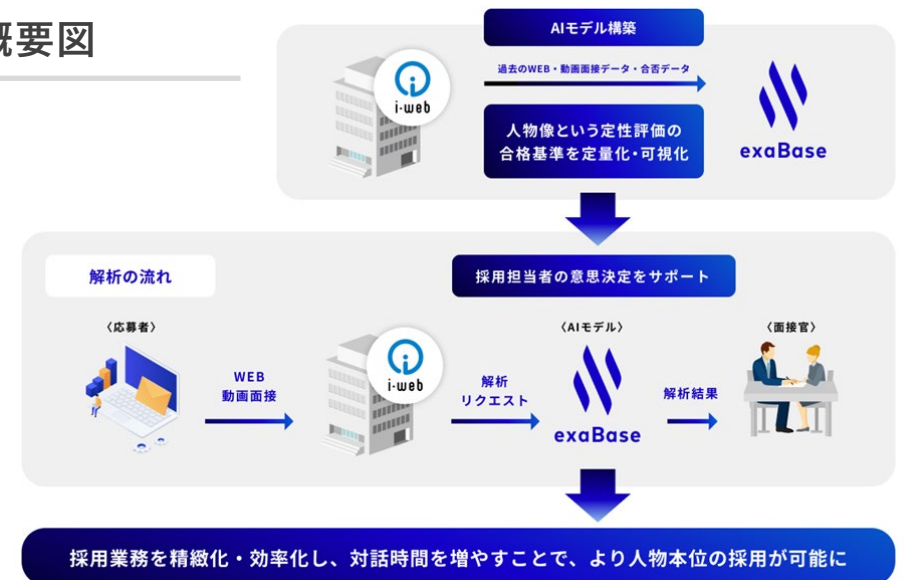 概要図
AIモデル構築
過去のWEB・動画面接データ・合否データ
i-web
人物像という定性評価の
合格基準を定量化・可視化
exaBase
解析の流れ
採用担当者の意思決定をサポート
〈応募者〉
〈AIモデル〉
〈面接官〉
WEB
動画面接
i-web
解析
リクエスト
exaBase
解析結果
採用業務を精緻化・効率化し、対話時間を増やすことで、より人物本位の採用が可能に